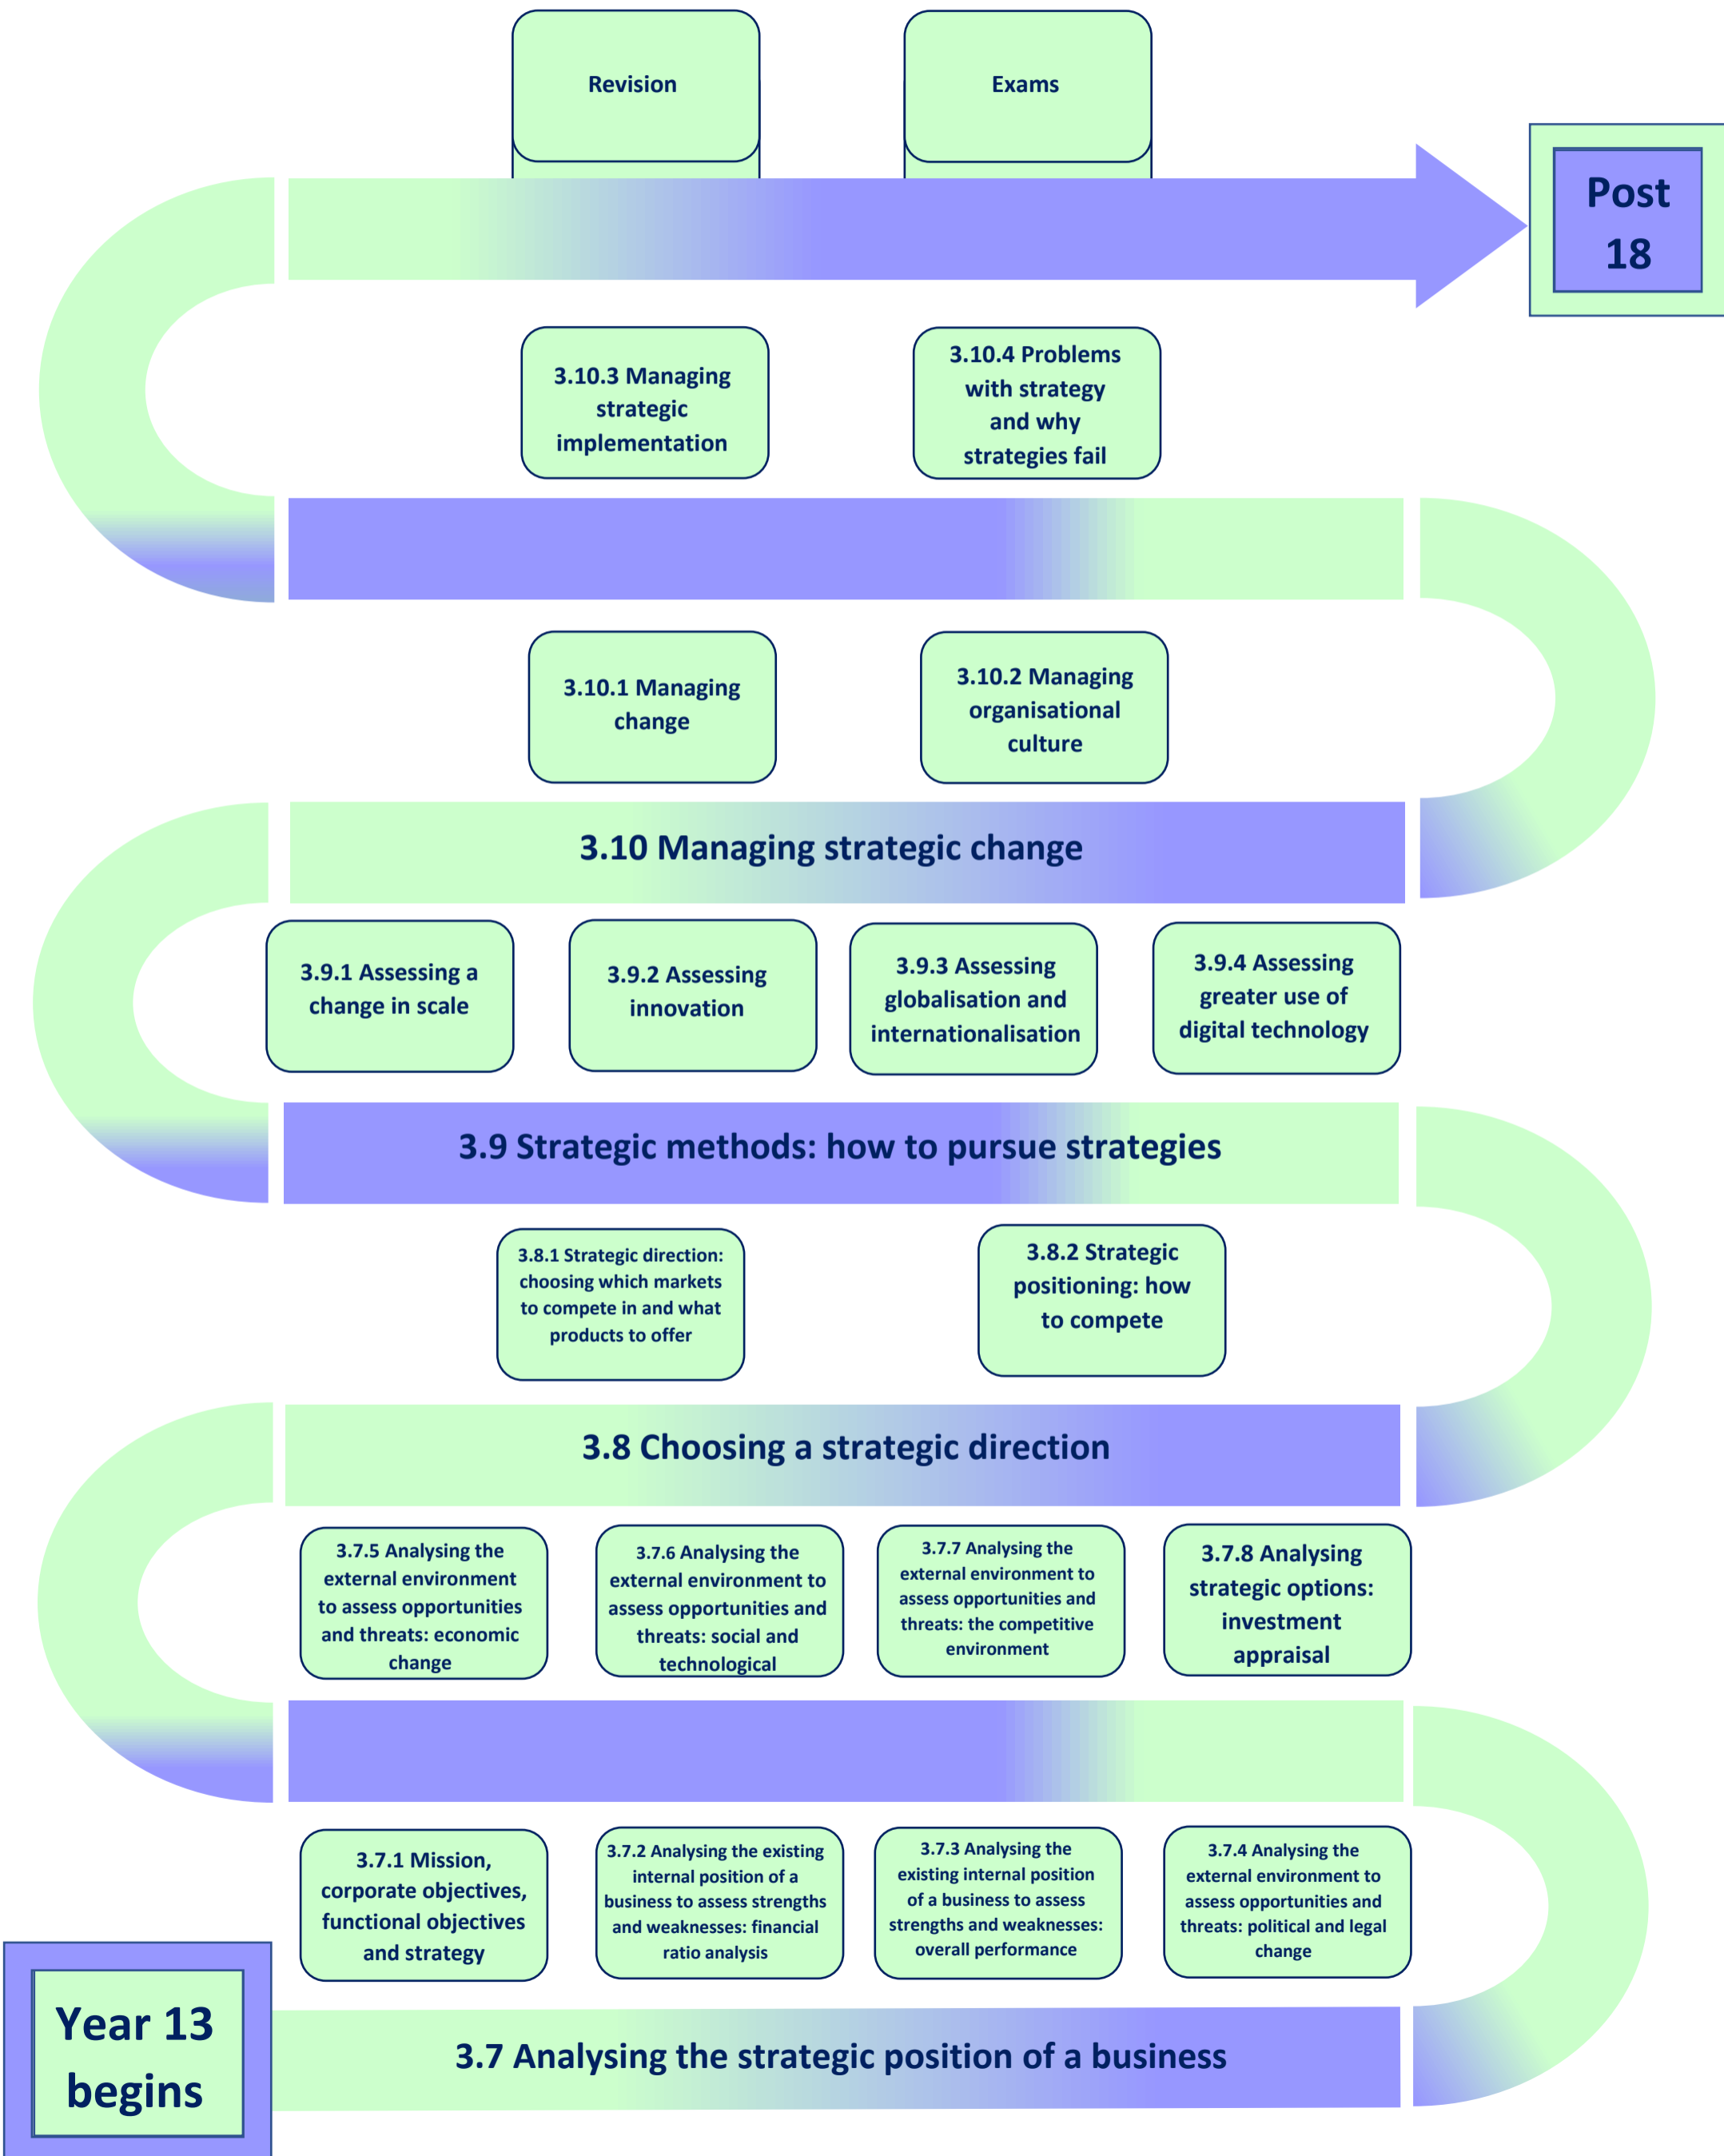 Revision
Exams
Post
18
3.10.3 Managing
strategic
implementation
3.10.4 Problems
with strategy
and why
strategies fail
3.10.1 Managing
change
3.10.2 Managing
organisational
culture
3.10 Managing strategic change
3.9.1 Assessing a
change in scale
3.9.2 Assessing
innovation
3.9.3 Assessing
globalisation and
internationalisation
3.9.4 Assessing
greater use of
digital technology
3.9 Strategic methods: how to pursue strategies
3.8.1 Strategic direction:
choosing which markets
to compete in and what
products to offer
3.8.2 Strategic
positioning: how
to compete
3.8 Choosing a strategic direction
3.7.5 Analysing the
external environment
to assess opportunities
and threats: economic
change
3.7.6 Analysing the
external environment to
assess opportunities and
threats: social and
technological
3.7.7 Analysing the
external environment to
assess opportunities and
threats: the competitive
environment
3.7.8 Analysing
strategic options:
investment
appraisal
3.7.1 Mission,
corporate objectives,
functional objectives
and strategy
3.7.2 Analysing the existing
internal position of a
business to assess strengths
and weaknesses: financial
ratio analysis
3.7.3 Analysing the
existing internal position
of a business to assess
strengths and weaknesses:
overall performance
3.7.4 Analysing the
external environment to
assess opportunities and
threats: political and legal
change
Year 13
begins
3.7 Analysing the strategic position of a business